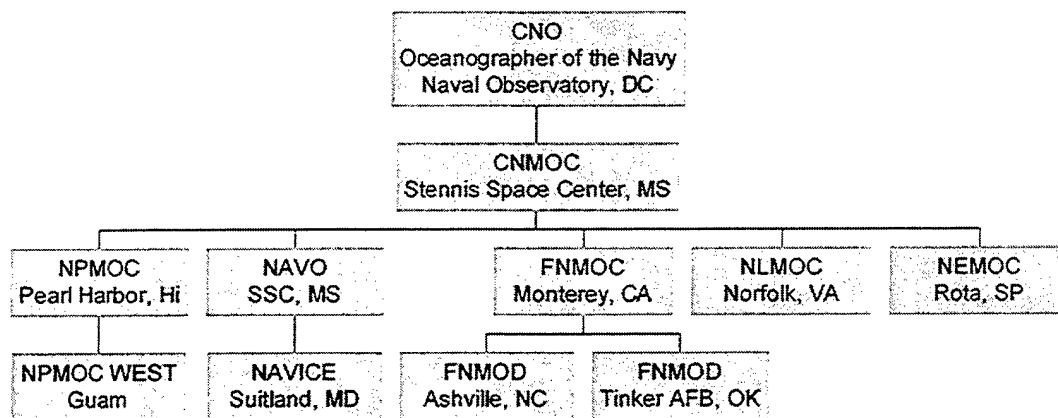 CNO
Oceanographer of the Navy
Naval Observatory, DC
CNMOC
Stennis Space Center, MS
NPMOC
Pearl Harbor, Hi
NAVO
SSC, MS
FNMOC
Monterey, CA
NLMOC
Norfolk, VA
NEMOC
Rota, SP
NPMOC WEST
Guam
NAVICE
Suitland, MD
FNMOD
Ashville, NC
FNMOD
Tinker AFB, OK